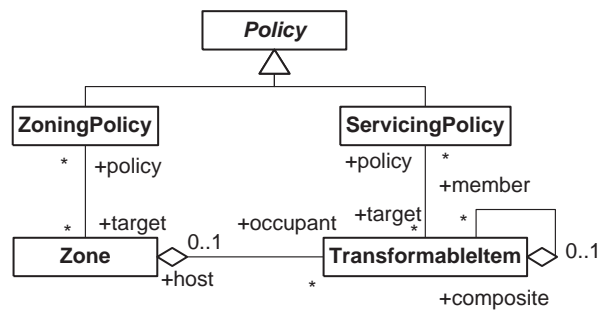 Policy
ZoningPolicy
ServicingPolicy
* +policy
+policy *
+member
* +target
0..1
+occupant
+target
*
*
0..1
Zone
TransformableItem
+host
*
+composite